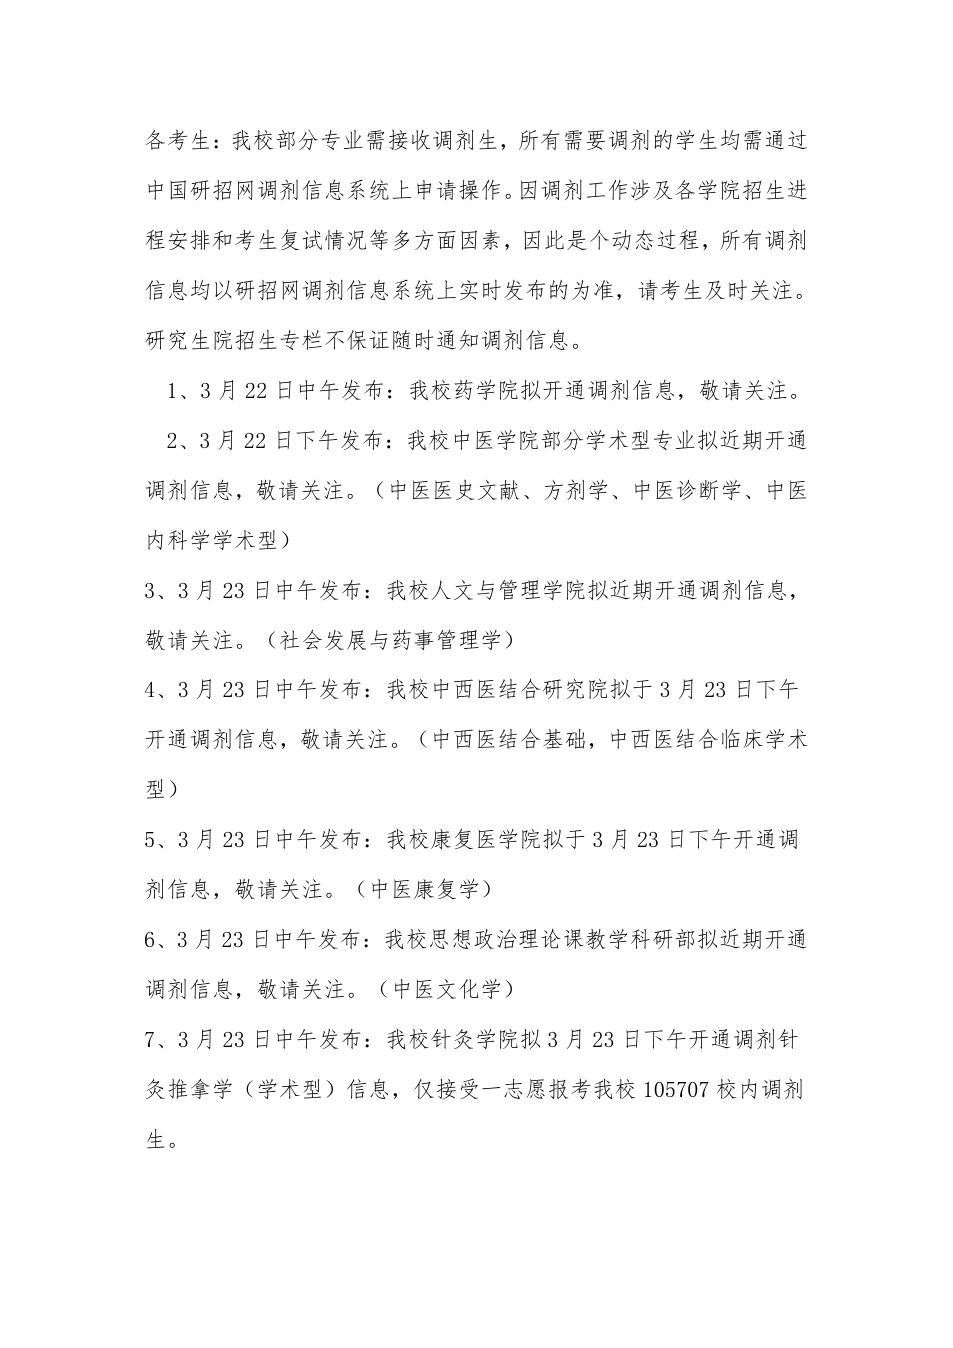 各考生：我校部分专业需接收调剂生，所有需要调剂的学生均需通过
中国研招网调剂信息系统上申请操作。因调剂工作涉及各学院招生进
程安排和考生复试情况等多方面因素，因此是个动态过程，所有调剂
信息均以研招网调剂信息系统上实时发布的为准，请考生及时关注。
研究生院招生专栏不保证随时通知调剂信息。
1、3 月 22 日中午发布：我校药学院拟开通调剂信息，敬请关注。
2、3 月 22 日下午发布：我校中医学院部分学术型专业拟近期开通
调剂信息，敬请关注。（中医医史文献、方剂学、中医诊断学、中医
内科学学术型）
3、3 月 23 日中午发布：我校人文与管理学院拟近期开通调剂信息，
敬请关注。（社会发展与药事管理学）
4、3 月 23 日中午发布：我校中西医结合研究院拟于 3 月 23 日下午
开通调剂信息，敬请关注。（中西医结合基础，中西医结合临床学术
型）
5、3 月 23 日中午发布：我校康复医学院拟于 3 月 23 日下午开通调
剂信息，敬请关注。（中医康复学）
6、3 月 23 日中午发布：我校思想政治理论课教学科研部拟近期开通
调剂信息，敬请关注。（中医文化学）
7、3 月 23 日中午发布：我校针灸学院拟 3 月 23 日下午开通调剂针
灸推拿学（学术型）信息，仅接受一志愿报考我校 105707 校内调剂
生。